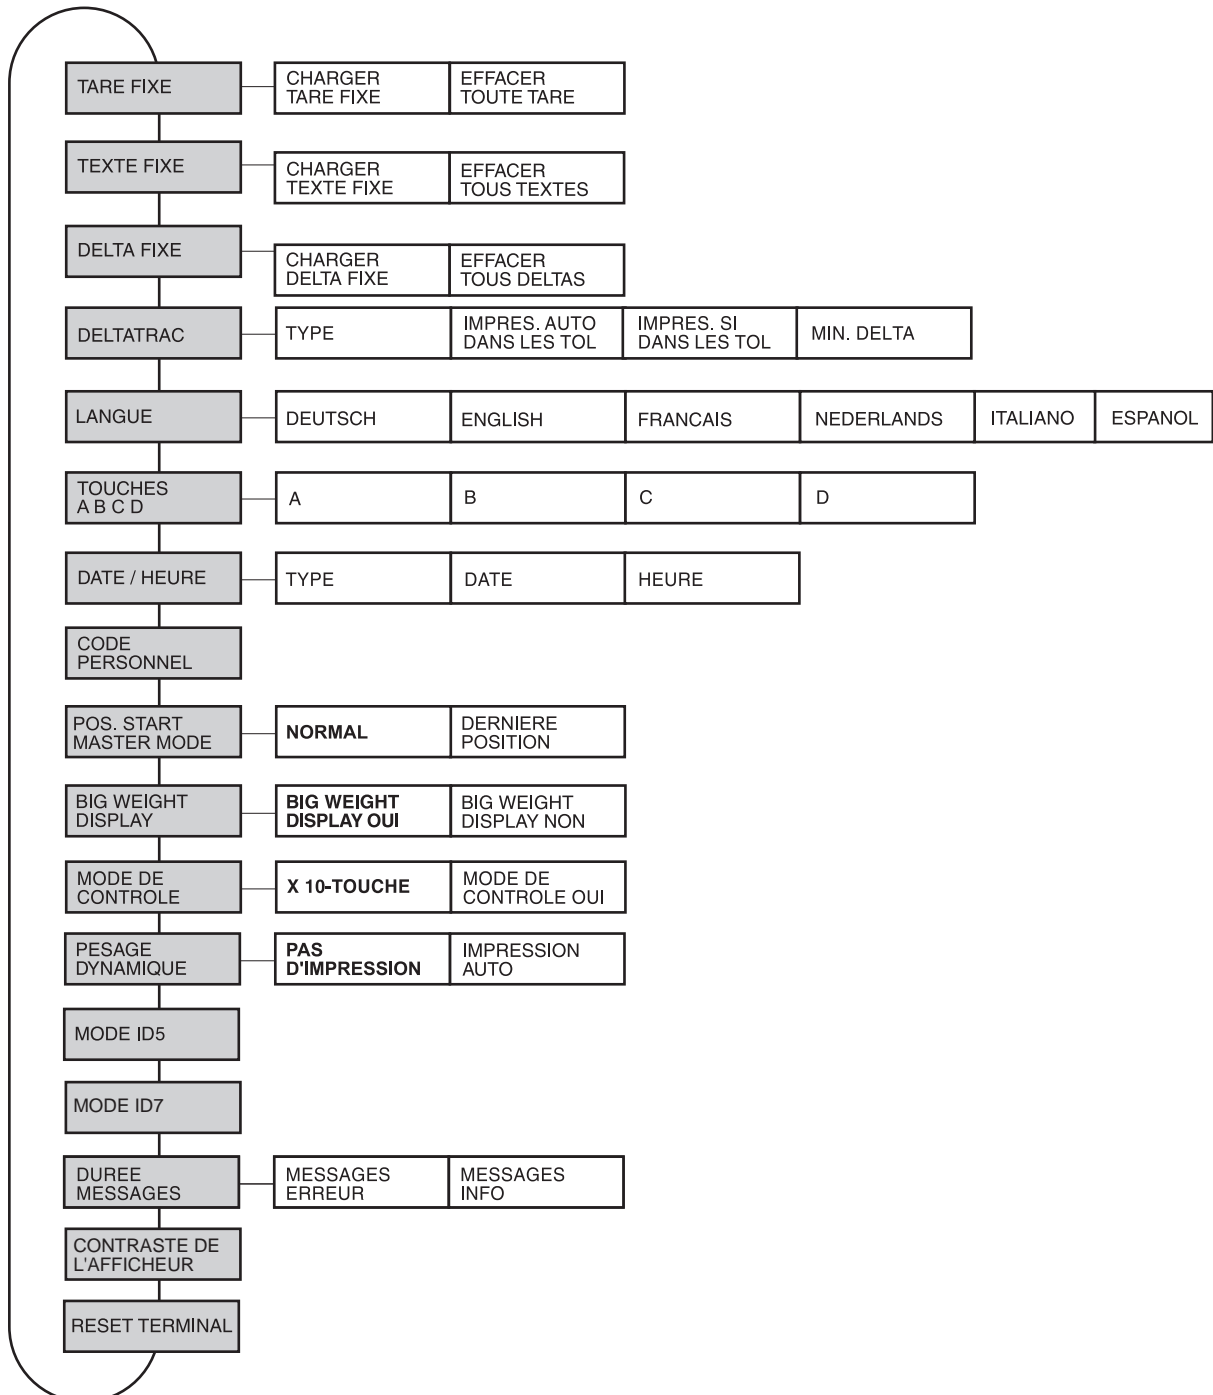 TARE FIXE
CHARGER
TARE FIXE
EFFACER
TOUTE TARE
TEXTE FIXE
CHARGER
TEXTE FIXE
EFFACER
TOUS TEXTES
DELTA FIXE
CHARGER
DELTA FIXE
EFFACER
TOUS DELTAS
DELTATRAC
TYPE
IMPRES. AUTO
DANS LES TOL
IMPRES. SI
DANS LES TOL
MIN. DELTA
LANGUE
DEUTSCH
ENGLISH
FRANCAIS
NEDERLANDS
ITALIANO
ESPANOL
TOUCHES
A B C D
A
B
C
D
DATE / HEURE
TYPE
DATE
HEURE
CODE
PERSONNEL
POS. START
MASTER MODE
NORMAL
DERNIERE
POSITION
BIG WEIGHT
DISPLAY
BIG WEIGHT
DISPLAY OUI
BIG WEIGHT
DISPLAY NON
MODE DE
CONTROLE
X 10-TOUCHE
MODE DE
CONTROLE OUI
PESAGE
DYNAMIQUE
PAS
D'IMPRESSION
IMPRESSION
AUTO
MODE ID5
MODE ID7
DUREE
MESSAGES
MESSAGES
ERREUR
MESSAGES
INFO
CONTRASTE DE
L'AFFICHEUR
RESET TERMINAL